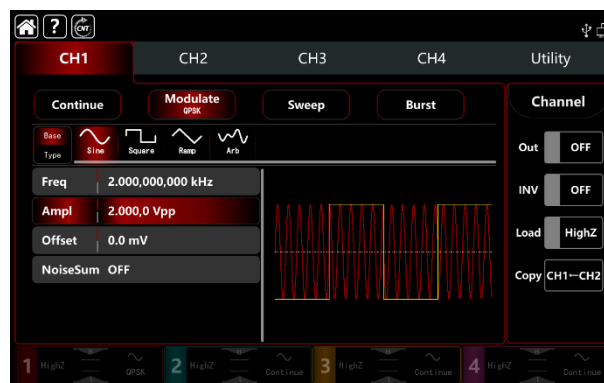 ? CNT
CH1 CH2 CH3 CH4 Utility
Continue Modulate Sweep Burst Channel
QPSK
Base
Type Sine Square Ramp Arb
Out OFF
Freq 2.000,000,000 kHz
INV OFF
Ampl 2.000,0 Vpp
Offset 0.0 mV
Load HighZ
NoiseSum OFF
Copy CH1←CH2
1 HighZ QPSK 2 HighZ Continue 3 HighZ Continue 4 HighZ Continue